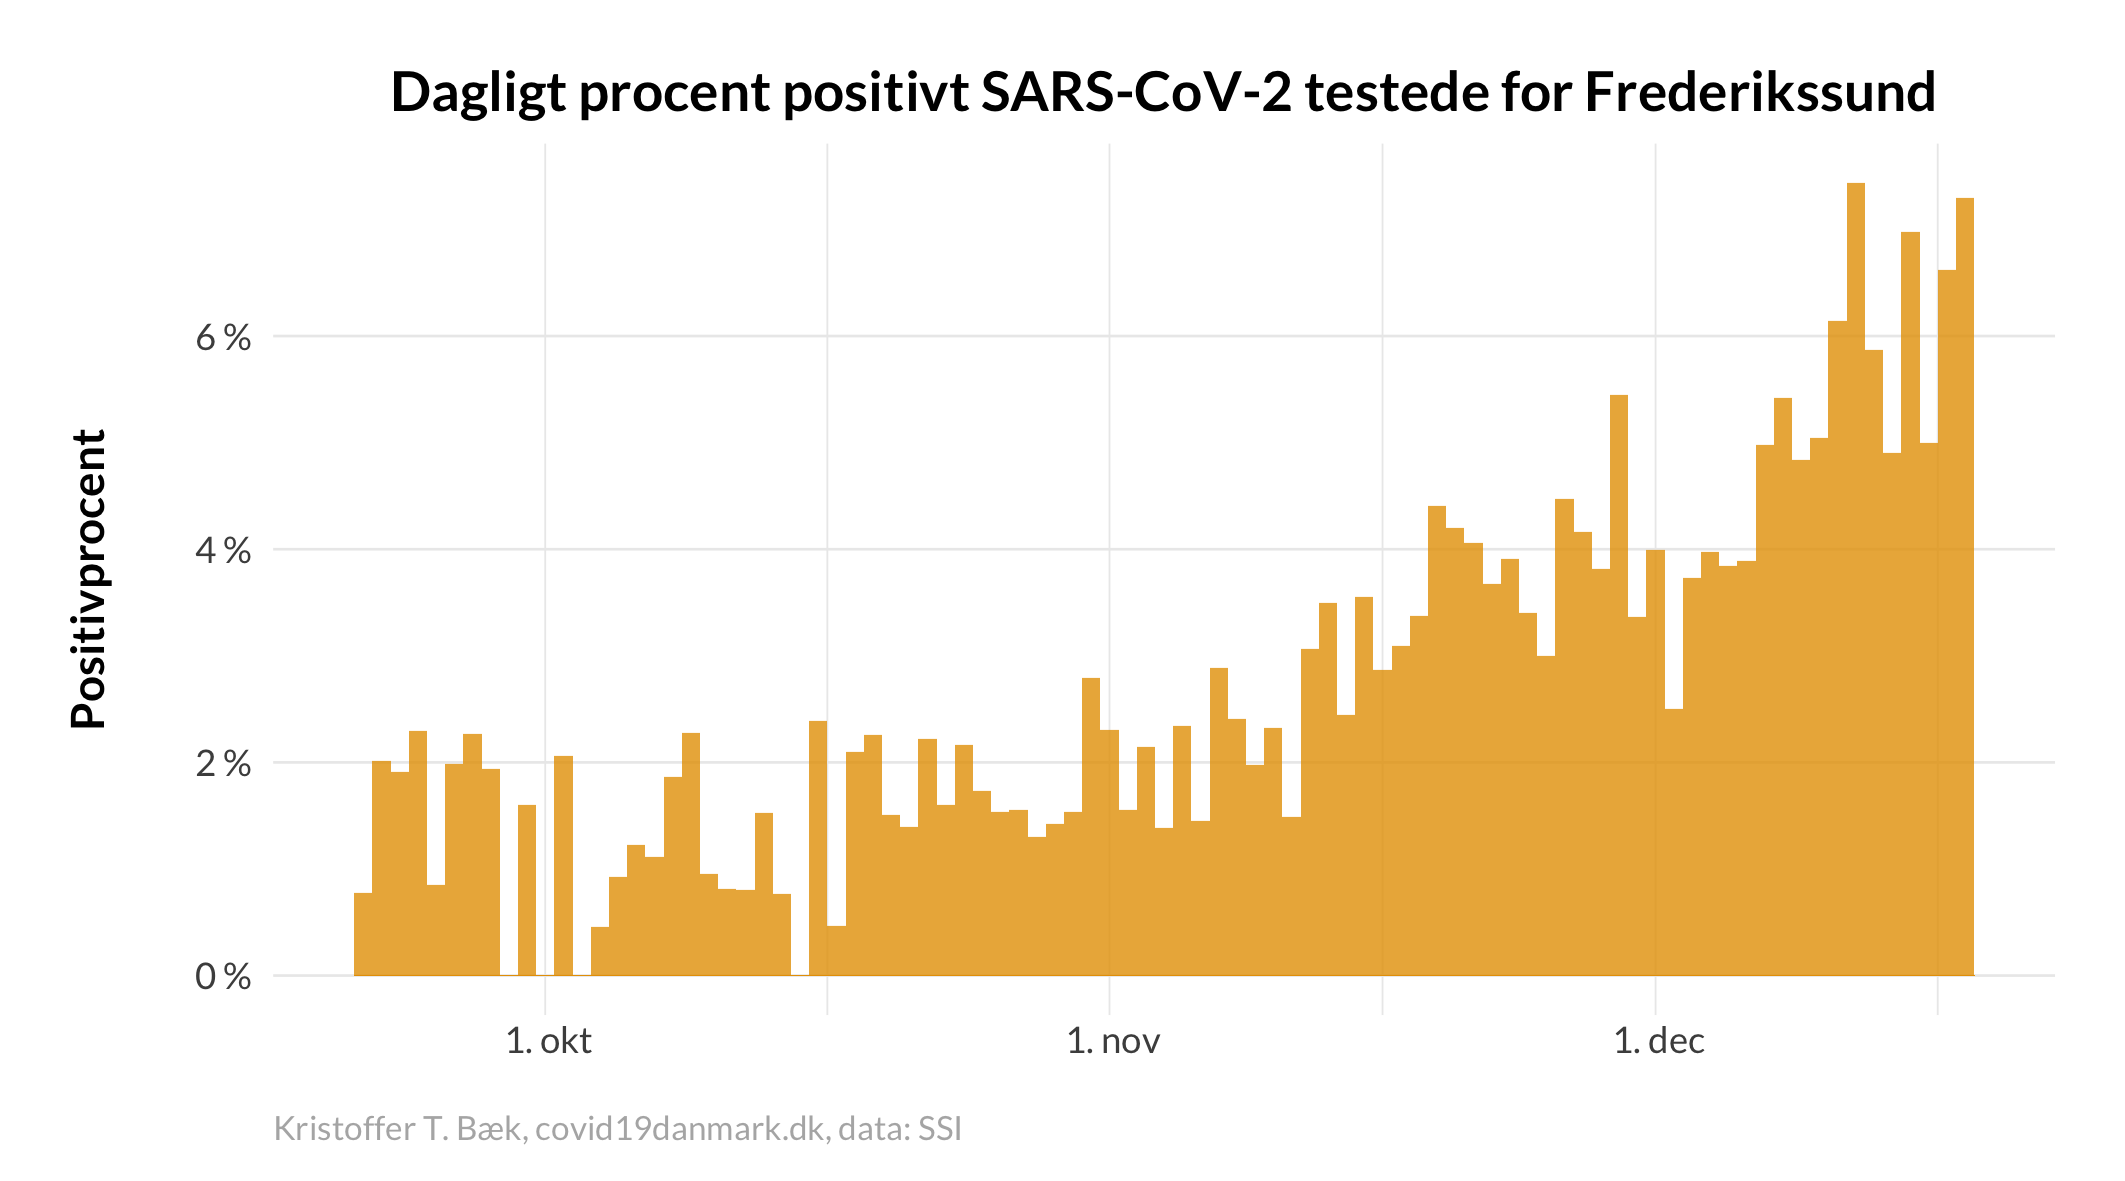 Dagligt procent positivt SARS-CoV-2 testede for Frederikssund
Positivprocent
6 %
4 %
2 %
0 %
1. okt
1. nov
1. dec
Kristoffer T. Bæk, covid19danmark.dk, data: SSI